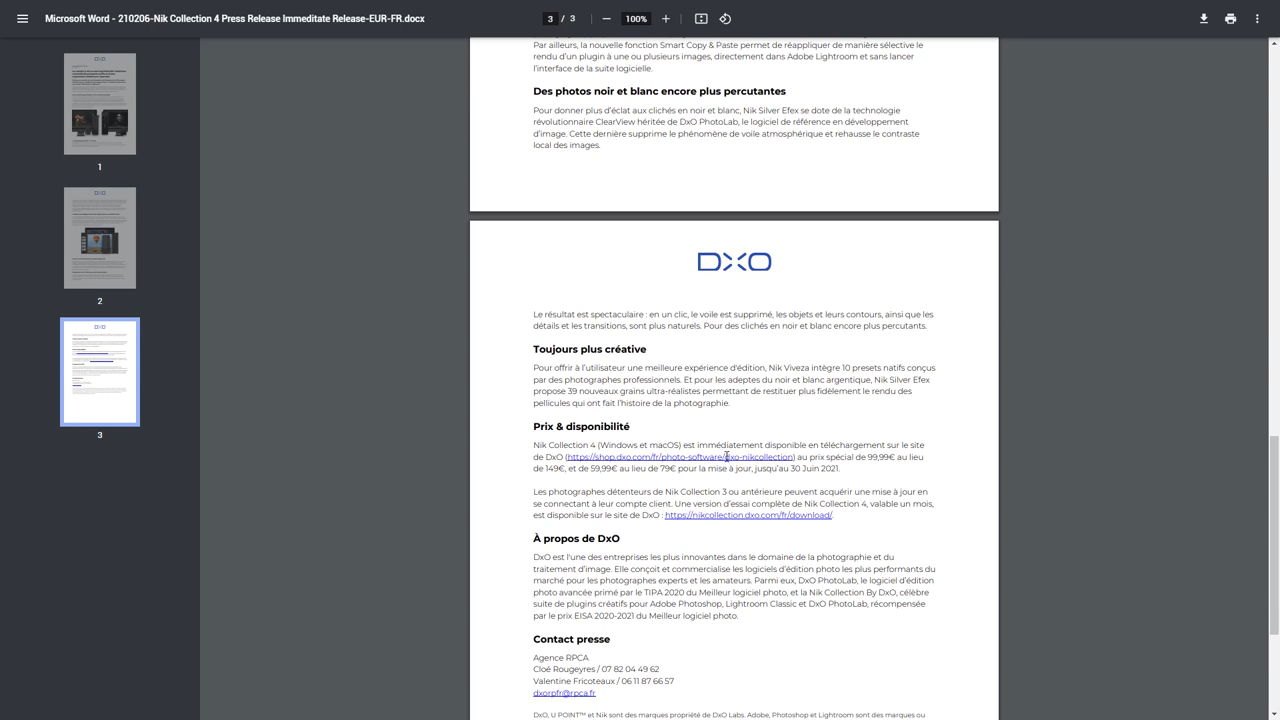 Microsoft Word - 210206-Nik Collection 4 Press Release Immeditate Release-EUR-FR.docx
3 / 3
100%
1
2
3
Par ailleurs, la nouvelle fonction Smart Copy & Paste permet de réappliquer de manière sélective le
rendu d'un plugin à une ou plusieurs images, directement dans Adobe Lightroom et sans lancer
l'interface de la suite logicielle.
Des photos noir et blanc encore plus percutantes
Pour donner plus d'éclat aux clichés en noir et blanc, Nik Silver Efex se dote de la technologie
révolutionnaire ClearView héritée de DxO PhotoLab, le logiciel de référence en développement
d'image. Cette dernière supprime le phénomène de voile atmosphérique et rehausse le contraste
local des images.
DXO
Le résultat est spectaculaire : en un clic, le voile est supprimé, les objets et leurs contours, ainsi que les
détails et les transitions, sont plus naturels. Pour des clichés en noir et blanc encore plus percutants.
Toujours plus créative
Pour offrir à l'utilisateur une meilleure expérience d'édition, Nik Viveza intègre 10 presets natifs conçus
par des photographes professionnels. Et pour les adeptes du noir et blanc argentique, Nik Silver Efex
propose 39 nouveaux grains ultra-réalistes permettant de restituer plus fidèlement le rendu des
pellicules qui ont fait l'histoire de la photographie.
Prix & disponibilité
Nik Collection 4 (Windows et macOS) est immédiatement disponible en téléchargement sur le site
de DxO (https://shop.dxo.com/fr/photo-software/dxo-nikcollection) au prix spécial de 99,99€ au lieu
de 149€, et de 59,99€ au lieu de 79€ pour la mise à jour, jusqu'au 30 Juin 2021.
Les photographes détenteurs de Nik Collection 3 ou antérieure peuvent acquérir une mise à jour en
se connectant à leur compte client. Une version d'essai complète de Nik Collection 4, valable un mois,
est disponible sur le site de DxO : https://nikcollection.dxo.com/fr/download/.
À propos de DxO
DxO est l'une des entreprises les plus innovantes dans le domaine de la photographie et du
traitement d'image. Elle conçoit et commercialise les logiciels d'édition photo les plus performants du
marché pour les photographes experts et les amateurs. Parmi eux, DxO PhotoLab, le logiciel d'édition
photo avancée primé par le TIPA 2020 du Meilleur logiciel photo, et la Nik Collection By DxO, célèbre
suite de plugins créatifs pour Adobe Photoshop, Lightroom Classic et DxO PhotoLab, récompensée
par le prix EISA 2020-2021 du Meilleur logiciel photo.
Contact presse
Agence RPCA
Cloé Rougeyres / 07 82 04 49 62
Valentine Fricoteaux / 06 11 87 66 57
dxorpfr@rpca.fr
DxO, U POINT™ et Nik sont des marques propriété de DxO Labs. Adobe, Photoshop et Lightroom sont des marques ou